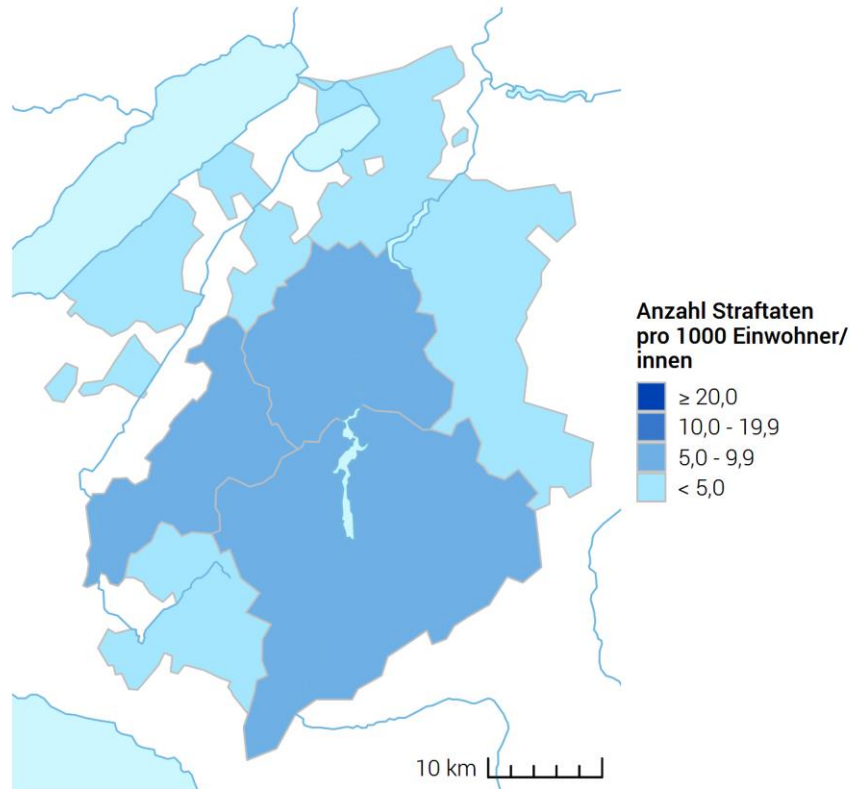 Anzahl Straftaten
pro 1000 Einwohner/
innen
≥ 20,0
10,0 - 19,9
5,0 - 9,9
< 5,0
10 km